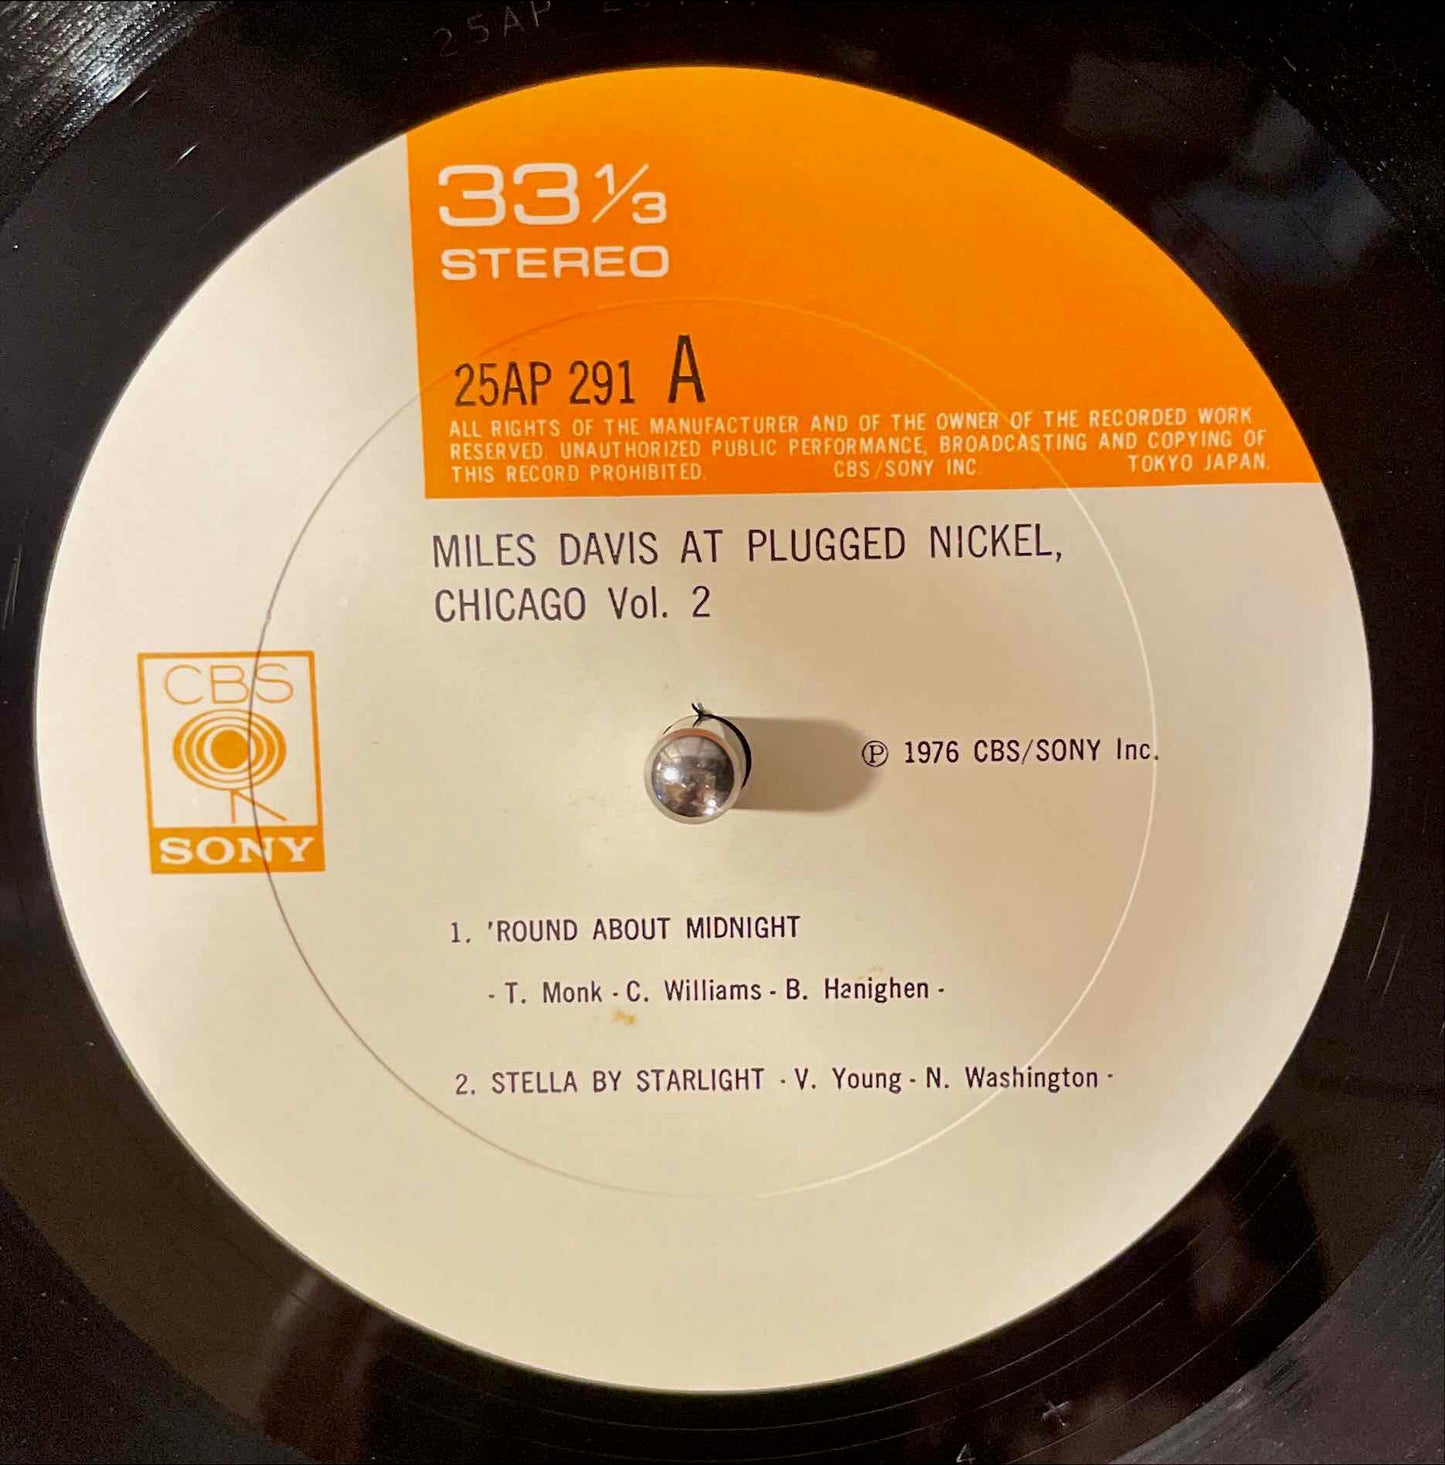 25AP
33 1/3
STEREO
25AP 291 A
ALL RIGHTS OF THE MANUFACTURER AND OF THE OWNER OF THE RECORDED WORK
RESERVED. UNAUTHORIZED PUBLIC PERFORMANCE, BROADCASTING AND COPYING OF
THIS RECORD PROHIBITED. CBS/SONY INC. TOKYO JAPAN.
MILES DAVIS AT PLUGGED NICKEL,
CHICAGO Vol. 2
CBS
SONY
Ⓟ 1976 CBS/SONY Inc.
1. 'ROUND ABOUT MIDNIGHT
- T. Monk - C. Williams - B. Hanighen -
2. STELLA BY STARLIGHT - V. Young - N. Washington -
4